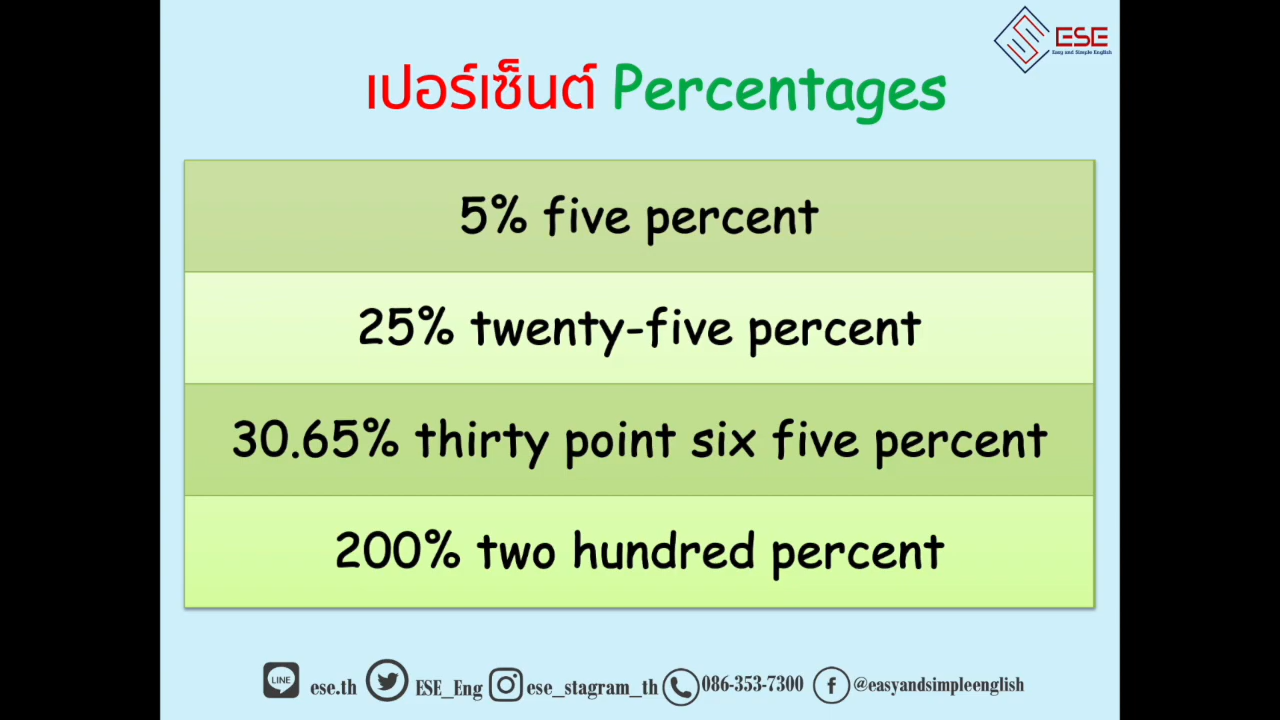 ESE
Easy and Simple English
เปอร์เซ็นต์ Percentages
5% five percent
25% twenty-five percent
30.65% thirty point six five percent
200% two hundred percent
LINE ese.th ESE_Eng ese_stagram_th 086-353-7300 @easyandsimpleenglish